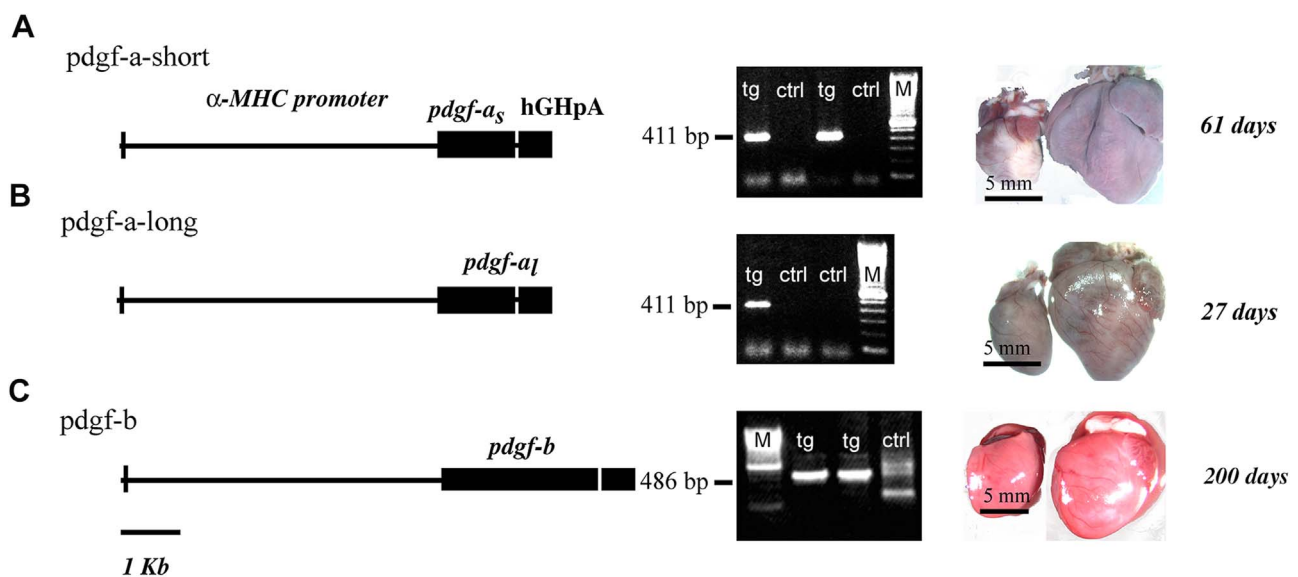 A
pdgf-a-short
α-MHC promoter
pdgf-as
hGHpA
411 bp
tg ctrl tg ctrl M
5 mm
61 days
B
pdgf-a-long
pdgf-al
411 bp
tg ctrl ctrl M
5 mm
27 days
C
pdgf-b
pdgf-b
486 bp
M tg tg ctrl
5 mm
200 days
1 Kb